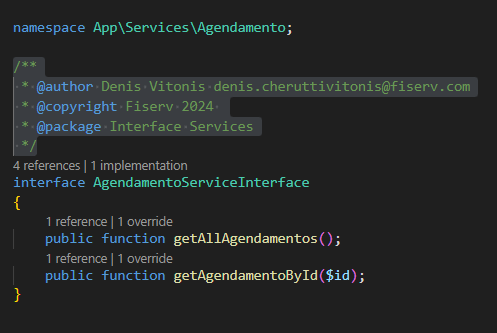 namespace App\Services\Agendamento;
/**
* @author Denis Vitonis denis.cheruttivitonis@fiserv.com
* @copyright Fiserv 2024
* @package Interface Services
*/
4 references | 1 implementation
interface AgendamentoServiceInterface
{
1 reference | 1 override
public function getAllAgendamentos();
1 reference | 1 override
public function getAgendamentoById($id);
}